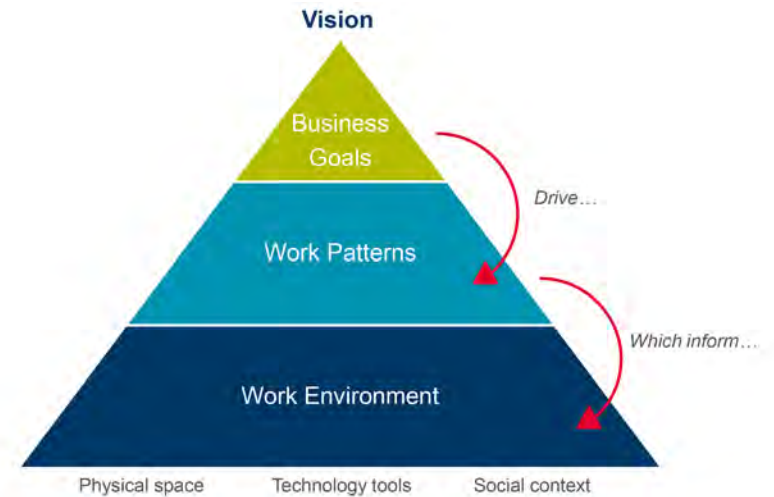 Vision
Business
Goals
Drive…
Work Patterns
Which inform…
Work Environment
Physical space
Technology tools
Social context